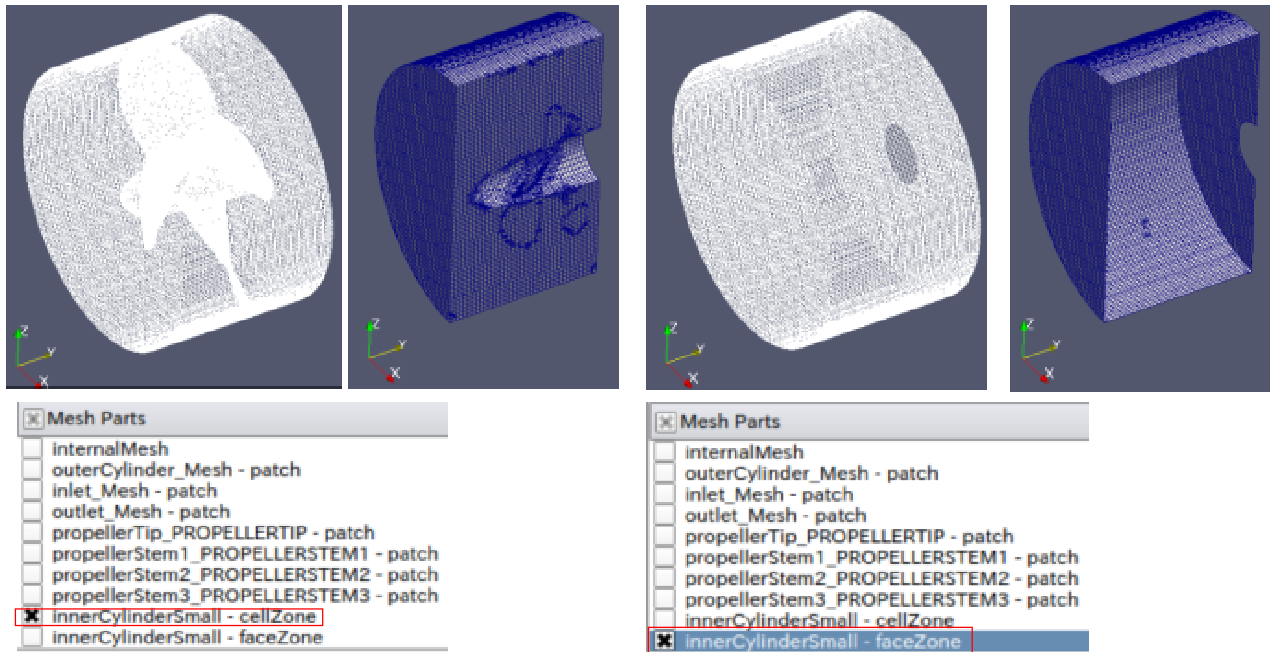 Z
Y
X
Z
Y
X
Z
Y
X
Z
Y
X
Mesh Parts
internalMesh
outerCylinder_Mesh - patch
inlet_Mesh - patch
outlet_Mesh - patch
propellerTip_PROPELLERTIP - patch
propellerStem1_PROPELLERSTEM1 - patch
propellerStem2_PROPELLERSTEM2 - patch
propellerStem3_PROPELLERSTEM3 - patch
innerCylinderSmall - cellZone
innerCylinderSmall - faceZone
Mesh Parts
internalMesh
outerCylinder_Mesh - patch
inlet_Mesh - patch
outlet_Mesh - patch
propellerTip_PROPELLERTIP - patch
propellerStem1_PROPELLERSTEM1 - patch
propellerStem2_PROPELLERSTEM2 - patch
propellerStem3_PROPELLERSTEM3 - patch
innerCylinderSmall - cellZone
innerCylinderSmall - faceZone